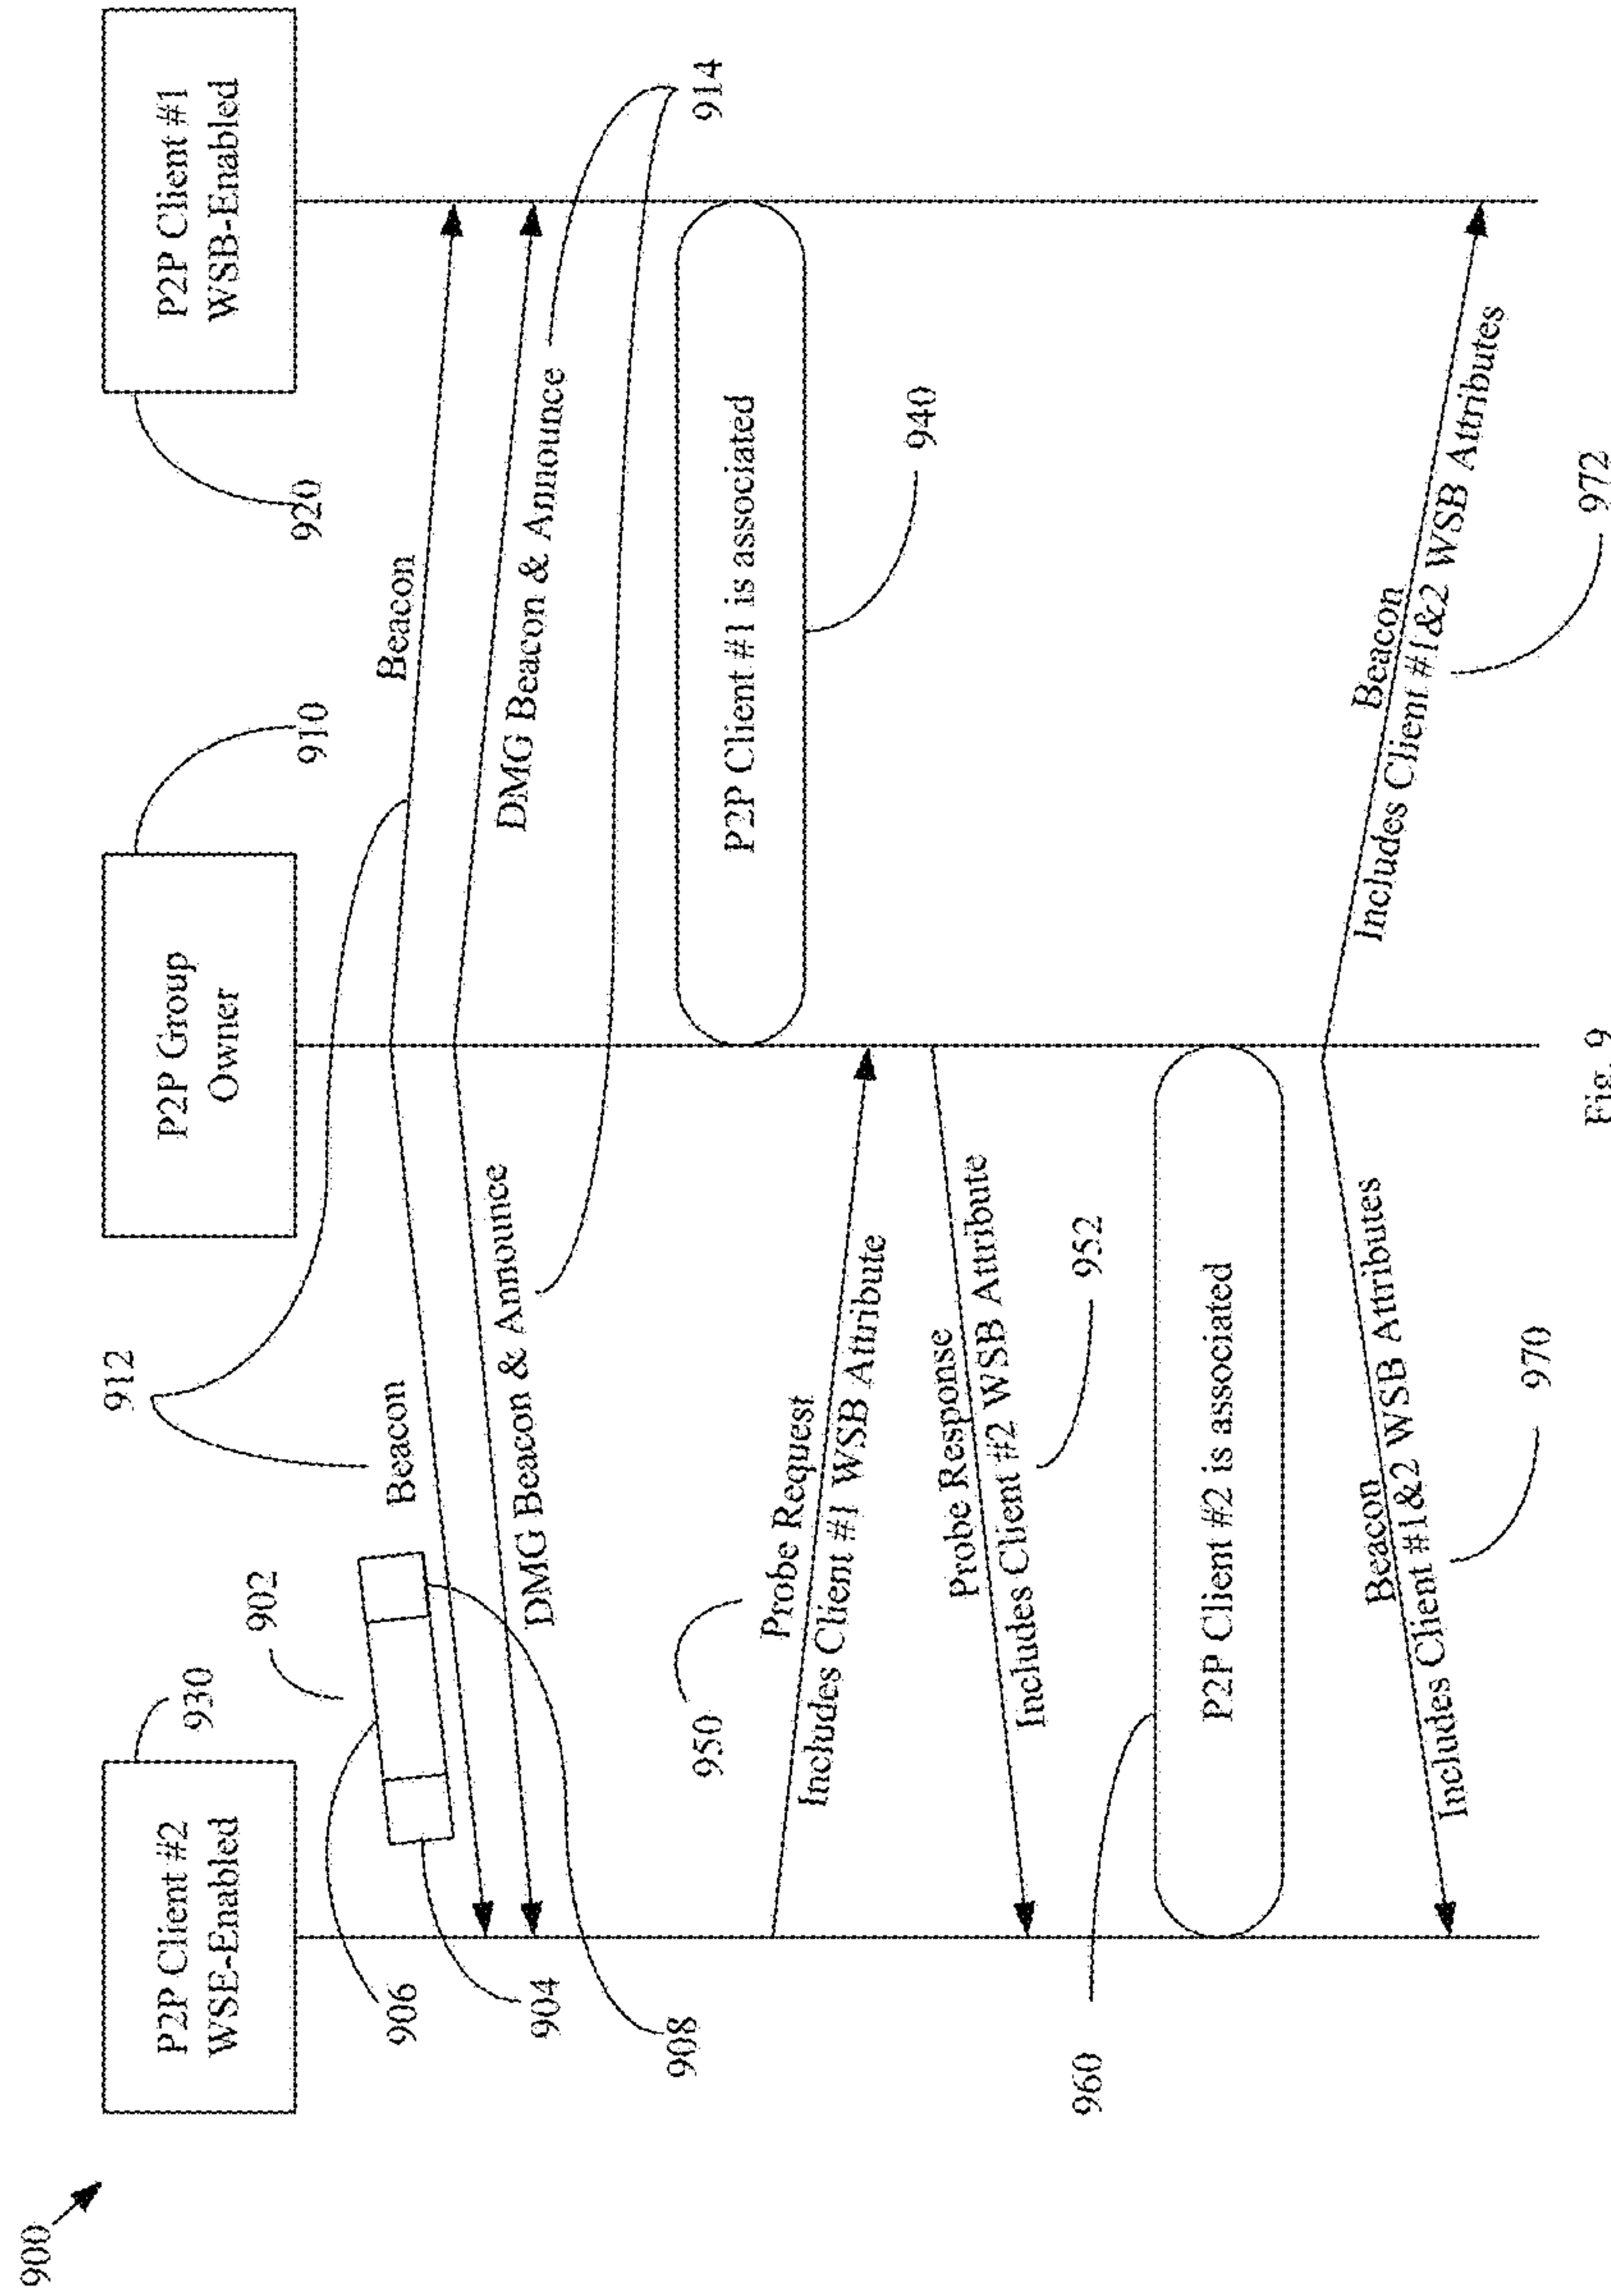 900
P2P Client #2
WSE-Enabled
930
P2P Group
Owner
910
P2P Client #1
WSB-Enabled
920
902
906
904
908
912
Beacon
Beacon
DMG Beacon & Announce
DMG Beacon & Announce
914
P2P Client #1 is associated
940
950
Probe Request
Includes Client #1 WSB Attribute
Probe Response
Includes Client #2 WSB Attribute
952
P2P Client #2 is associated
960
Beacon
Includes Client #1&2 WSB Attributes
970
Beacon
Includes Client #1&2 WSB Attributes
972
Fig. 9